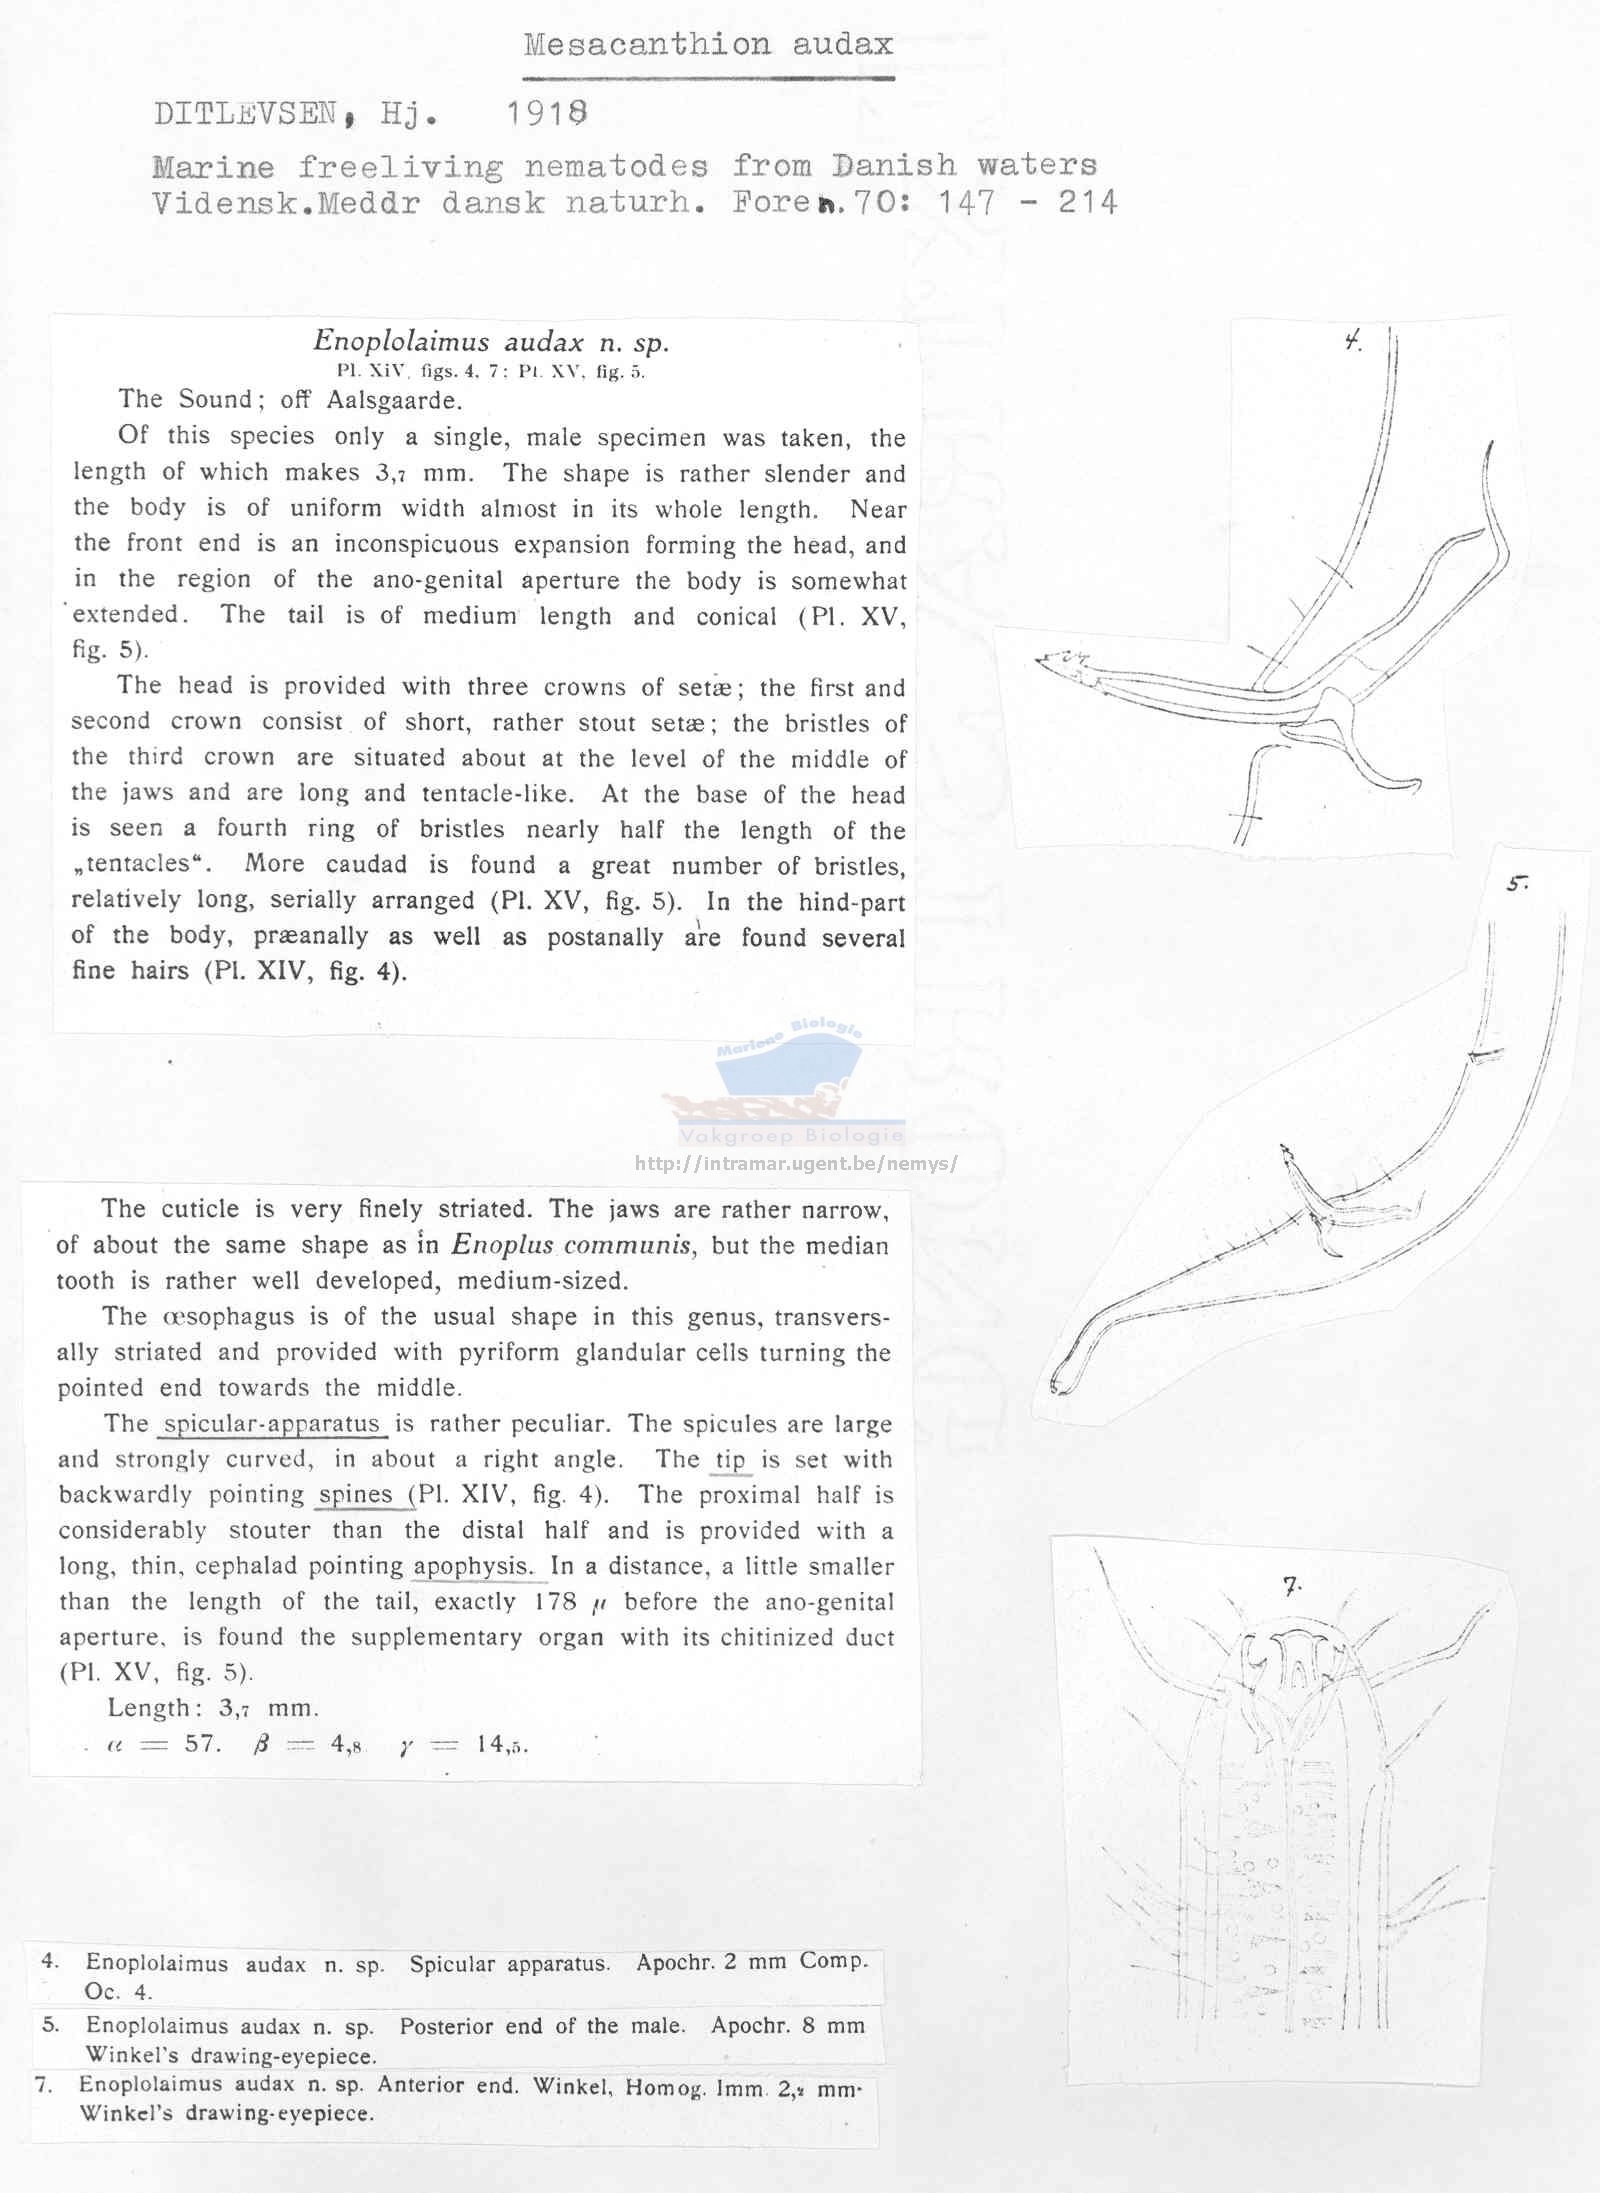 Mesacanthion audax
DITLEVSEN, Hj. 1918
Marine freeliving nematodes from Danish waters
Vidensk.Meddr dansk naturh. Foren.70: 147 - 214
Enoplolaimus audax n. sp.
Pl. XiV, figs. 4, 7; Pl. XV, fig. 5.
The Sound; off Aalsgaarde.
Of this species only a single, male specimen was taken, the
length of which makes 3,7 mm. The shape is rather slender and
the body is of uniform width almost in its whole length. Near
the front end is an inconspicuous expansion forming the head, and
in the region of the ano-genital aperture the body is somewhat
extended. The tail is of medium length and conical (Pl. XV,
fig. 5).
The head is provided with three crowns of setæ; the first and
second crown consist of short, rather stout setæ; the bristles of
the third crown are situated about at the level of the middle of
the jaws and are long and tentacle-like. At the base of the head
is seen a fourth ring of bristles nearly half the length of the
„tentacles“. More caudad is found a great number of bristles,
relatively long, serially arranged (Pl. XV, fig. 5). In the hind-part
of the body, præanally as well as postanally are found several
fine hairs (Pl. XIV, fig. 4).
Mariene Biologie
Vakgroep Biologie
http://intramar.ugent.be/nemys/
The cuticle is very finely striated. The jaws are rather narrow,
of about the same shape as in Enoplus communis, but the median
tooth is rather well developed, medium-sized.
The œsophagus is of the usual shape in this genus, transvers-
ally striated and provided with pyriform glandular cells turning the
pointed end towards the middle.
The spicular-apparatus is rather peculiar. The spicules are large
and strongly curved, in about a right angle. The tip is set with
backwardly pointing spines (Pl. XIV, fig. 4). The proximal half is
considerably stouter than the distal half and is provided with a
long, thin, cephalad pointing apophysis. In a distance, a little smaller
than the length of the tail, exactly 178 μ before the ano-genital
aperture, is found the supplementary organ with its chitinized duct
(Pl. XV, fig. 5).
Length: 3,7 mm.
α = 57. β = 4,8 γ = 14,5.
4. Enoplolaimus audax n. sp. Spicular apparatus. Apochr. 2 mm Comp.
Oc. 4.
5. Enoplolaimus audax n. sp. Posterior end of the male. Apochr. 8 mm
Winkel's drawing-eyepiece.
7. Enoplolaimus audax n. sp. Anterior end. Winkel, Homog. Imm. 2, mm.
Winkel's drawing-eyepiece.
4.
5.
7.